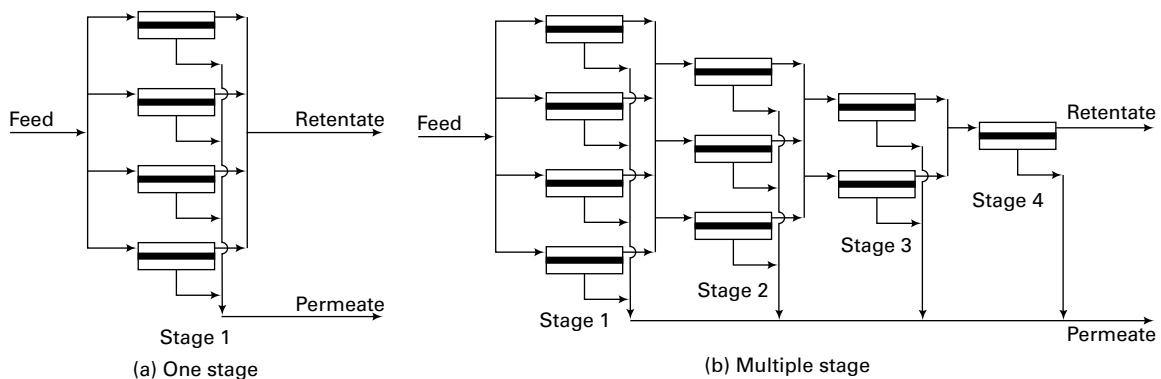 Feed
Retentate
Permeate
Stage 1
(a) One stage
Feed
Retentate
Stage 4
Stage 3
Stage 2
Stage 1
Permeate
(b) Multiple stage